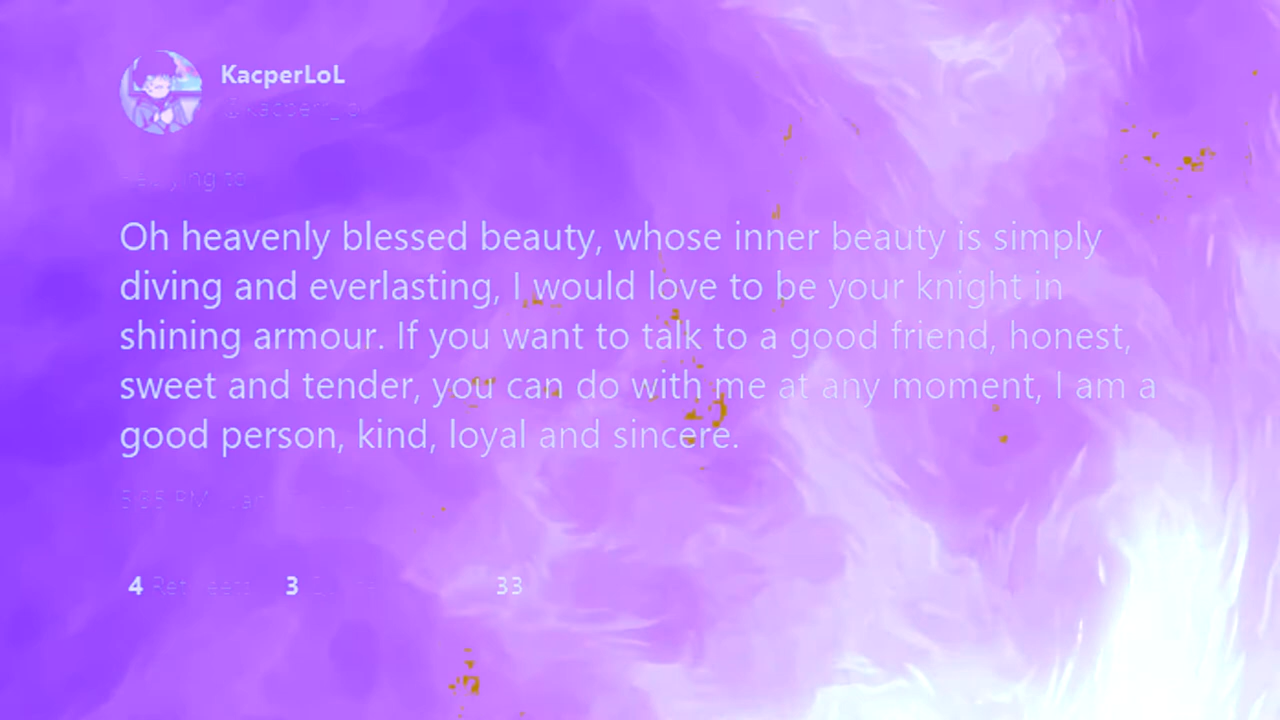 KacperLoL
Oh heavenly blessed beauty, whose inner beauty is simply
diving and everlasting, I would love to be your knight in
shining armour. If you want to talk to a good friend, honest,
sweet and tender, you can do with me at any moment, I am a
good person, kind, loyal and sincere.
PM
4 3 33